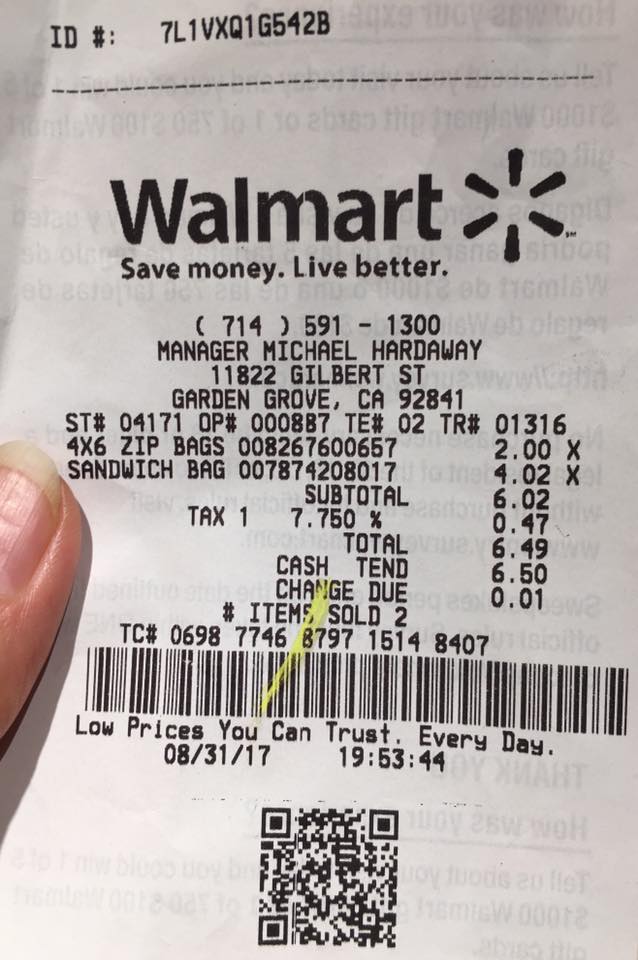 ID #: 7L1VXQ1G542B
Walmart
Save money. Live better.
( 714 ) 591 - 1300
MANAGER MICHAEL HARDAWAY
11822 GILBERT ST
GARDEN GROVE, CA 92841
ST# 04171 OP# 000887 TE# 02 TR# 01316
4X6 ZIP BAGS 008267600657 2.00 X
SANDWICH BAG 007874208017 4.02 X
SUBTOTAL 6.02
TAX 1 7.750 % 0.47
TOTAL 6.49
CASH TEND 6.50
CHANGE DUE 0.01
# ITEMS SOLD 2
TC# 0698 7746 8797 1514 8407
Low Prices You Can Trust. Every Day.
08/31/17 19:53:44